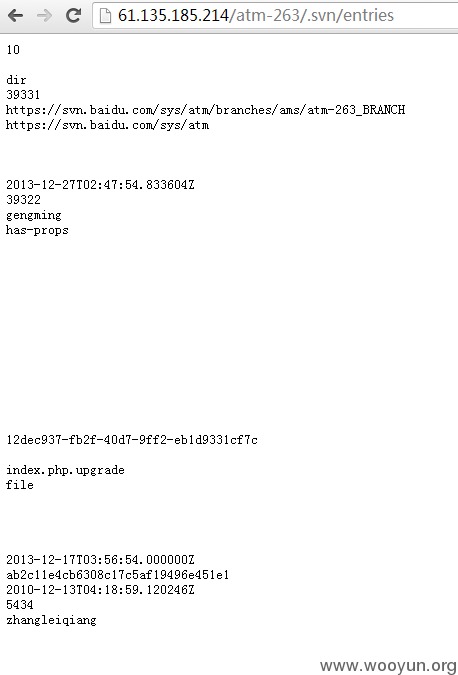 61.135.185.214/atm-263/.svn/entries
10
dir
39331
https://svn.baidu.com/sys/atm/branches/ams/atm-263_BRANCH
https://svn.baidu.com/sys/atm
2013-12-27T02:47:54.833604Z
39322
gengming
has-props
12dec937-fb2f-40d7-9ff2-eb1d9331cf7c
index.php.upgrade
file
2013-12-17T03:56:54.000000Z
ab2c11e4cb6308c17c5af19496e451e1
2010-12-13T04:18:59.120246Z
5434
zhangleiqiang
www.wooyun.org